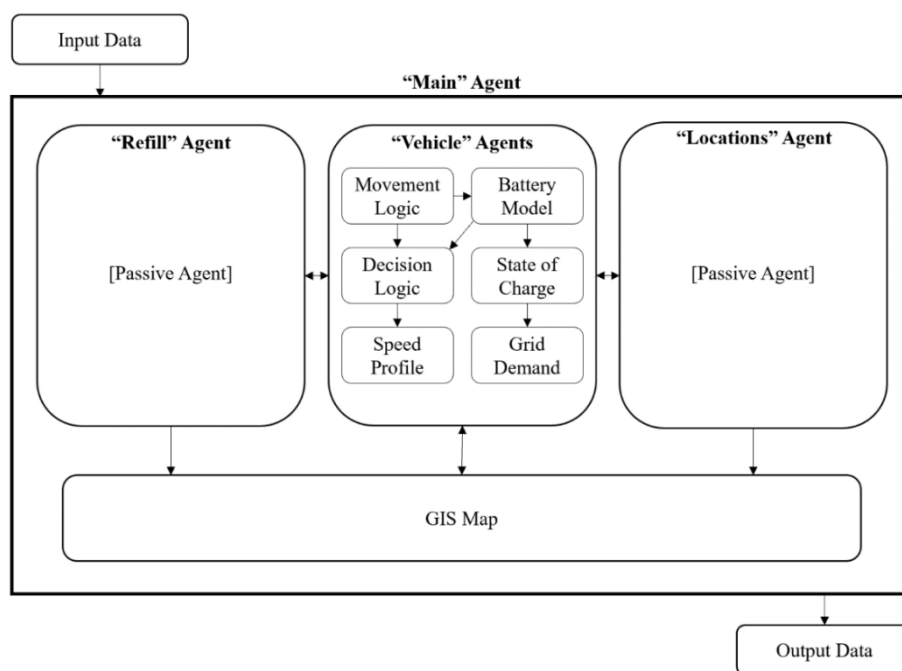 Input Data
“Main” Agent
“Refill” Agent
[Passive Agent]
“Vehicle” Agents
Movement
Logic
Battery
Model
Decision
Logic
State of
Charge
Speed
Profile
Grid
Demand
“Locations” Agent
[Passive Agent]
GIS Map
Output Data